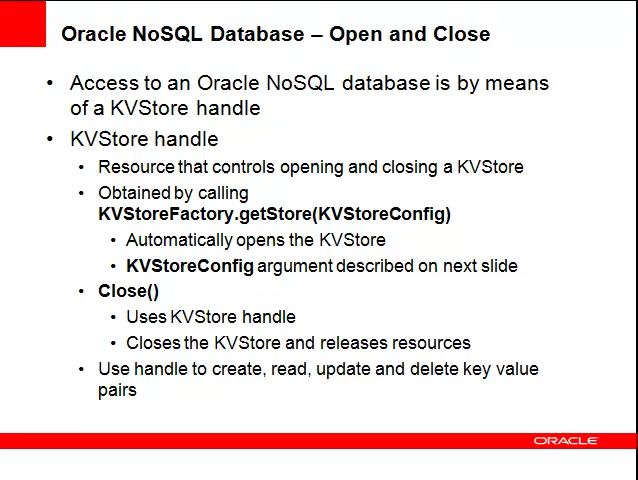 Oracle NoSQL Database – Open and Close
• Access to an Oracle NoSQL database is by means
of a KVStore handle
• KVStore handle
• Resource that controls opening and closing a KVStore
• Obtained by calling
KVStoreFactory.getStore(KVStoreConfig)
• Automatically opens the KVStore
• KVStoreConfig argument described on next slide
• Close()
• Uses KVStore handle
• Closes the KVStore and releases resources
• Use handle to create, read, update and delete key value
pairs
ORACLE